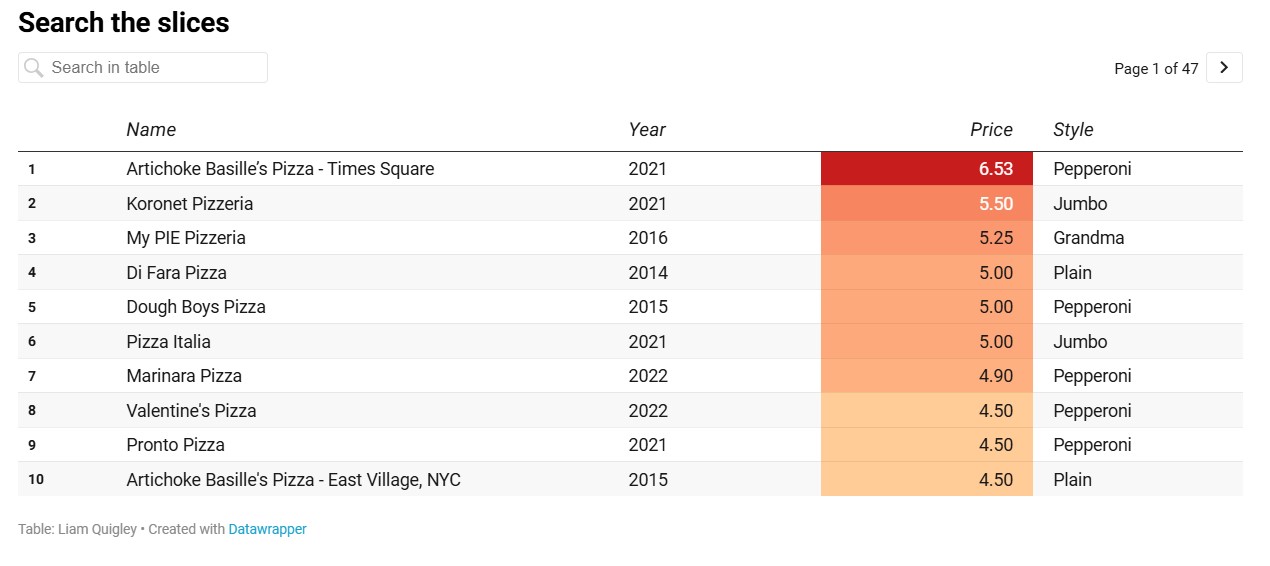 Search the slices
Search in table
Page 1 of 47
Name Year Price Style
1 Artichoke Basille’s Pizza - Times Square 2021 6.53 Pepperoni
2 Koronet Pizzeria 2021 5.50 Jumbo
3 My PIE Pizzeria 2016 5.25 Grandma
4 Di Fara Pizza 2014 5.00 Plain
5 Dough Boys Pizza 2015 5.00 Pepperoni
6 Pizza Italia 2021 5.00 Jumbo
7 Marinara Pizza 2022 4.90 Pepperoni
8 Valentine's Pizza 2022 4.50 Pepperoni
9 Pronto Pizza 2021 4.50 Pepperoni
10 Artichoke Basille's Pizza - East Village, NYC 2015 4.50 Plain
Table: Liam Quigley • Created with Datawrapper